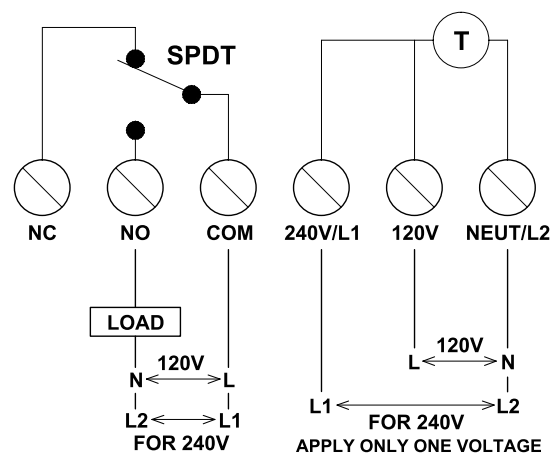 SPDT
T
NC NO COM 240V/L1 120V NEUT/L2
LOAD
120V
N L
L2 L1
FOR 240V
120V
L N
L1 L2
FOR 240V
APPLY ONLY ONE VOLTAGE